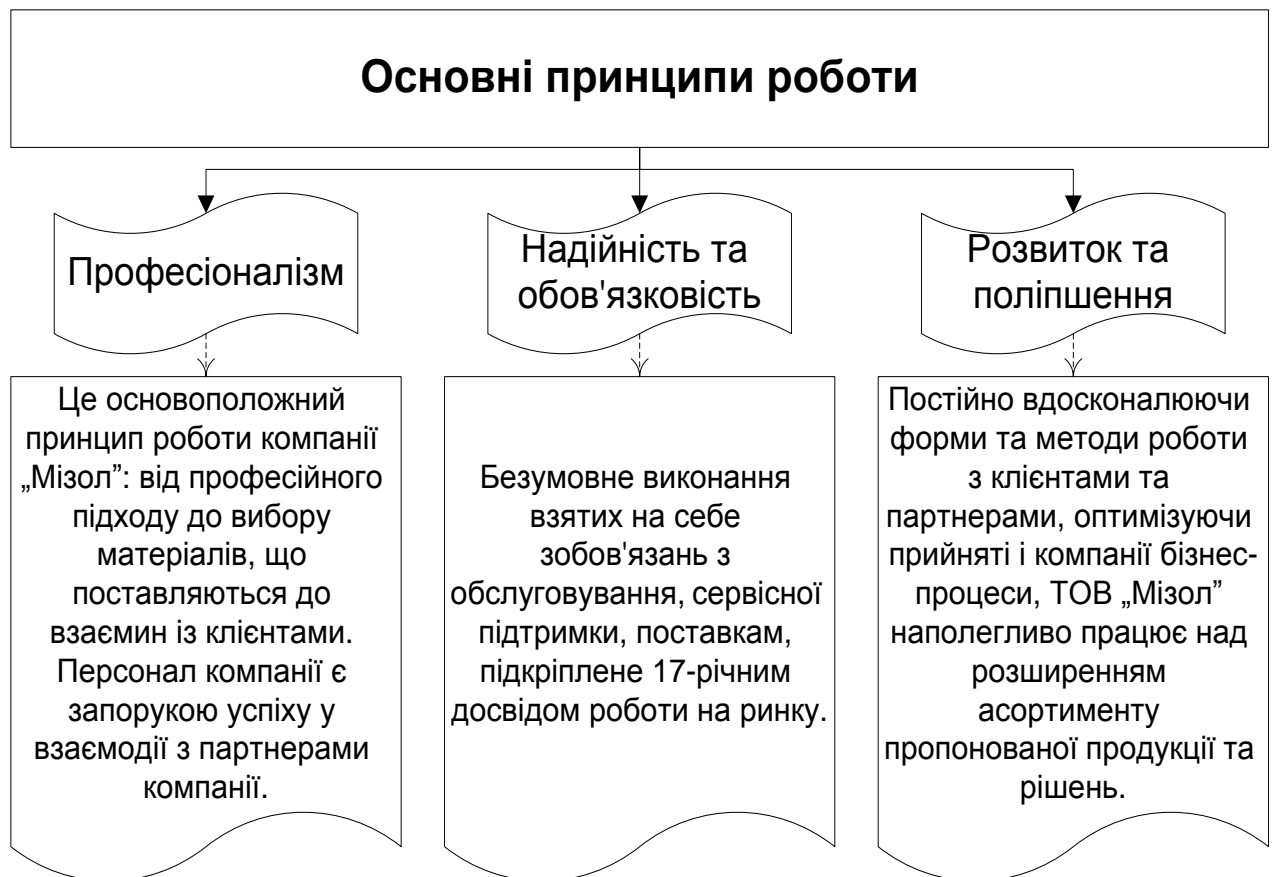 Основні принципи роботи
Професіоналізм
Надійність та
обов'язковість
Розвиток та
поліпшення
Це основоположний
принцип роботи компанії
„Мізол”: від професійного
підходу до вибору
матеріалів, що
поставляються до
взаємин із клієнтами.
Персонал компанії є
запорукою успіху у
взаємодії з партнерами
компанії.
Безумовне виконання
взятих на себе
зобов'язань з
обслуговування, сервісної
підтримки, поставкам,
підкріплене 17-річним
досвідом роботи на ринку.
Постійно вдосконалюючи
форми та методи роботи
з клієнтами та
партнерами, оптимізуючи
прийняті і компанії бізнес-
процеси, ТОВ „Мізол”
наполегливо працює над
розширенням
асортименту
пропонованої продукції та
рішень.